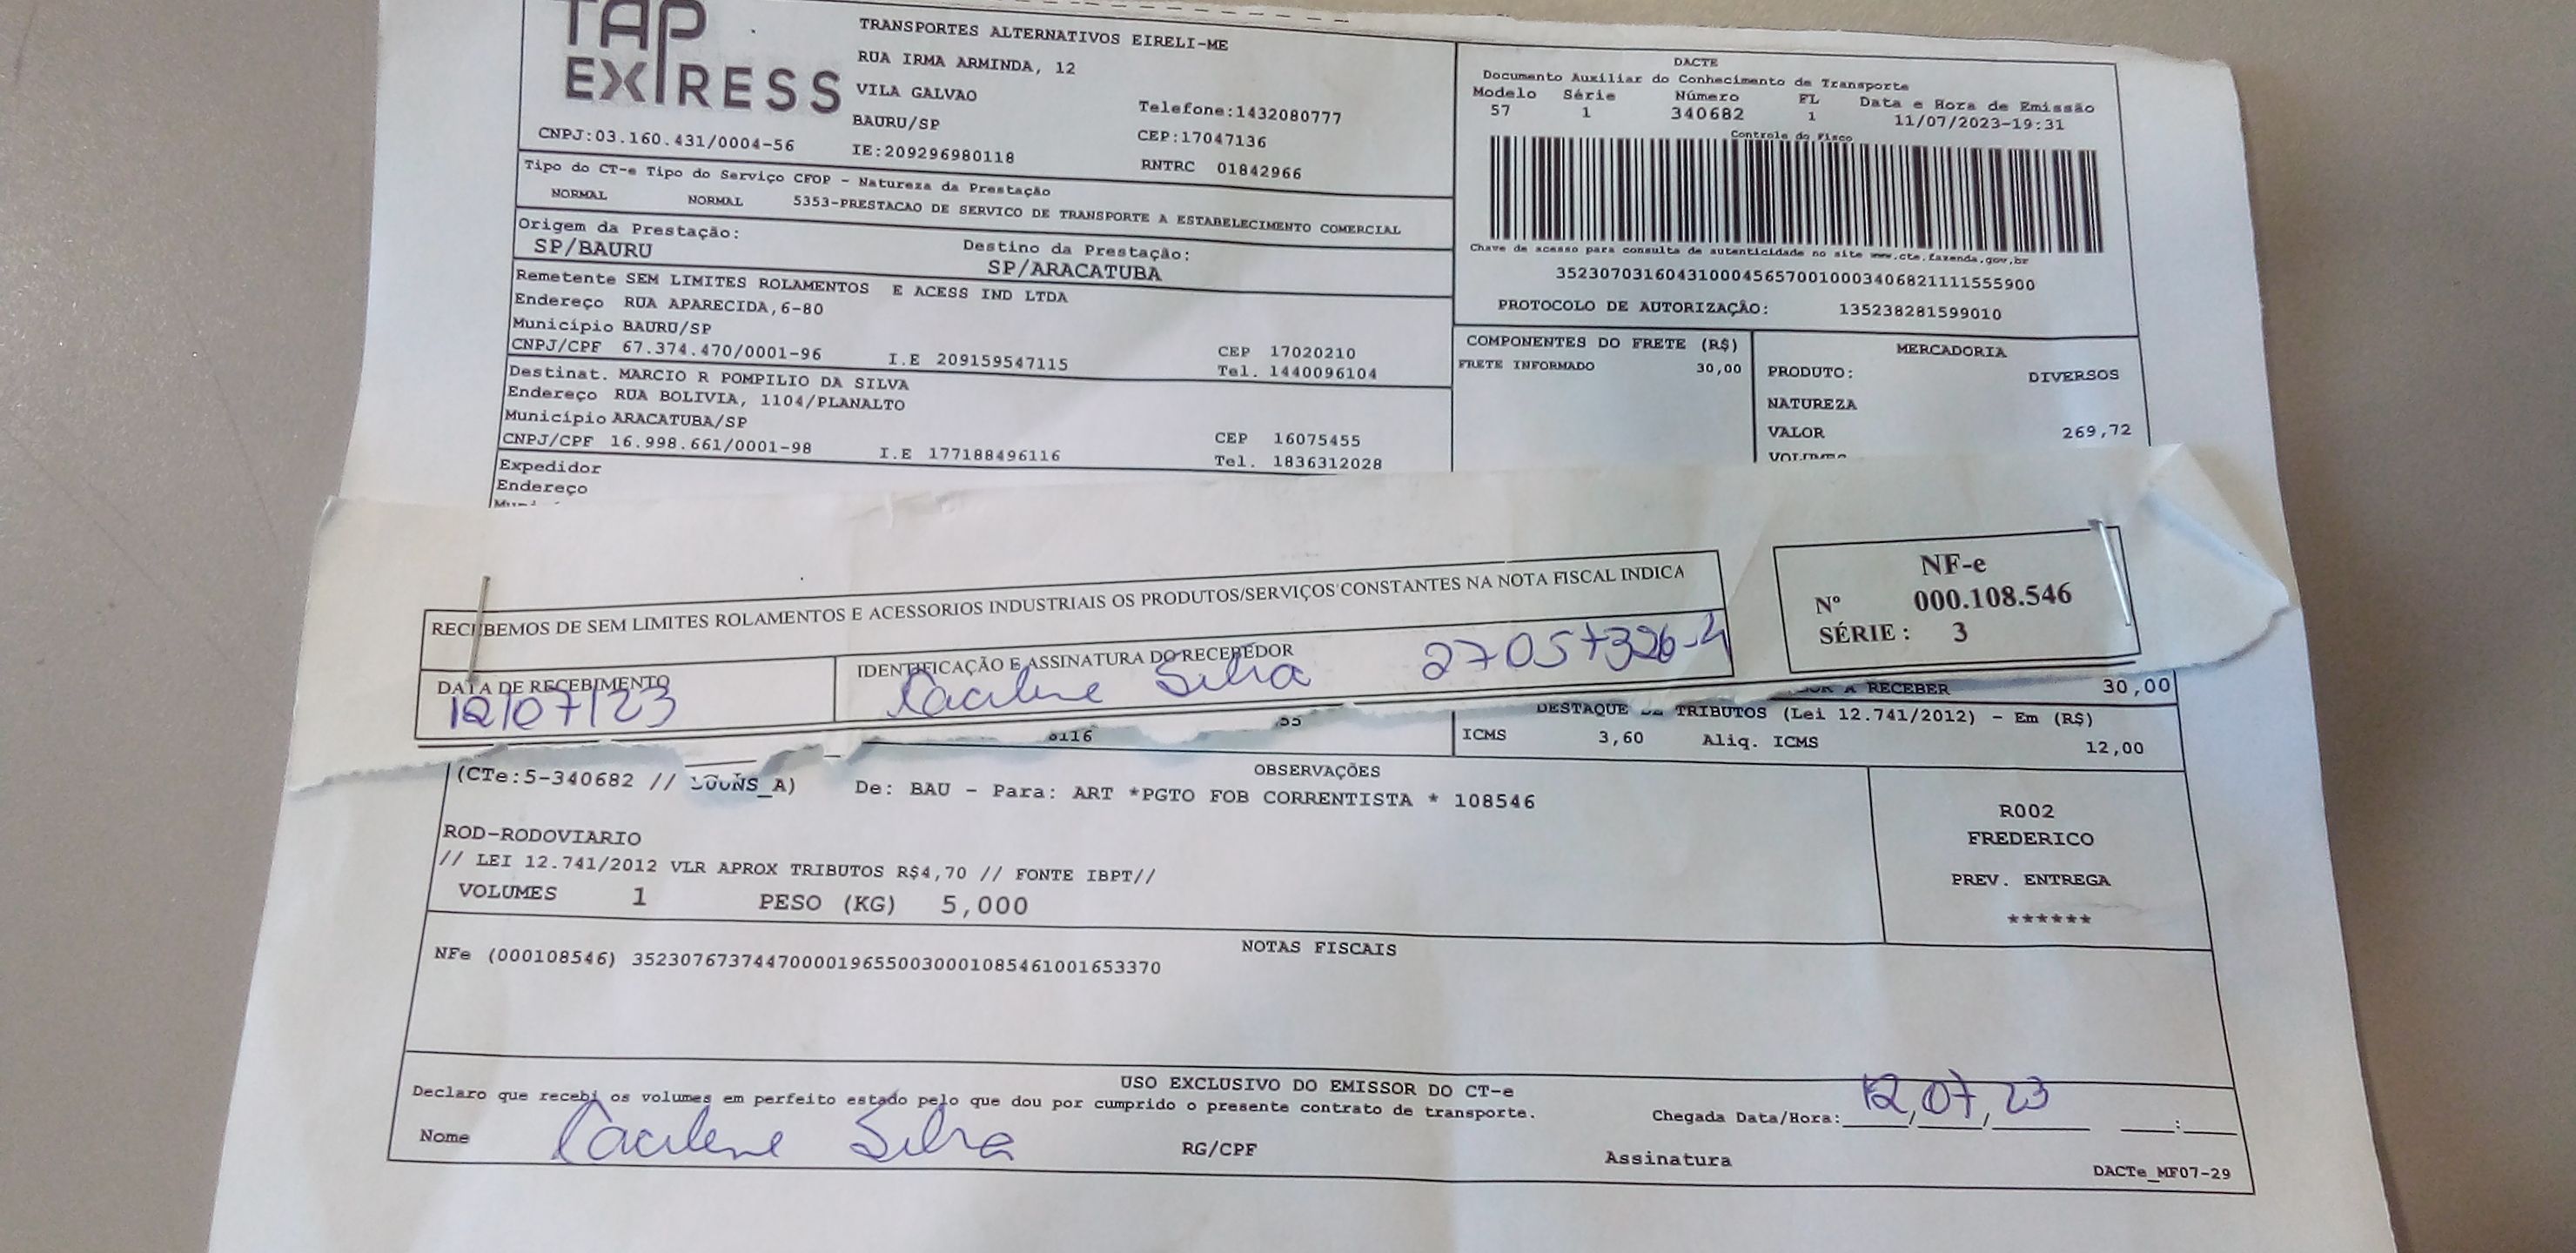 TAP
EXPRESS
TRANSPORTES ALTERNATIVOS EIRELI-ME
RUA IRMA ARMINDA, 12
VILA GALVAO
BAURU/SP
Telefone:1432080777
CEP:17047136
CNPJ:03.160.431/0004-56
IE:209296980118
RNTRC 01842966
Tipo do CT-e Tipo do Serviço CFOP - Natureza da Prestação
NORMAL NORMAL 5353-PRESTACAO DE SERVICO DE TRANSPORTE A ESTABELECIMENTO COMERCIAL
Origem da Prestação:
SP/BAURU
Destino da Prestação:
SP/ARACATUBA
Remetente SEM LIMITES ROLAMENTOS E ACESS IND LTDA
Endereço RUA APARECIDA,6-80
Município BAURU/SP
CNPJ/CPF 67.374.470/0001-96 I.E 209159547115
CEP 17020210
Tel. 1440096104
Destinat. MARCIO R POMPILIO DA SILVA
Endereço RUA BOLIVIA, 1104/PLANALTO
Município ARACATUBA/SP
CNPJ/CPF 16.998.661/0001-98 I.E 177188496116
CEP 16075455
Tel. 1836312028
Expedidor
Endereço
DACTE
Documento Auxiliar do Conhecimento de Transporte
Modelo Série Número FL Data e Hora de Emissão
57 1 340682 1 11/07/2023-19:31
Controle do Fisco
Chave de acesso para consulta de autenticidade no site www.cte.fazenda.gov.br
35230703160431000456570010003406821111555900
PROTOCOLO DE AUTORIZAÇÃO: 135238281599010
COMPONENTES DO FRETE (R$)
FRETE INFORMADO 30,00
MERCADORIA
PRODUTO: DIVERSOS
NATUREZA
VALOR 269,72
RECEBEMOS DE SEM LIMITES ROLAMENTOS E ACESSORIOS INDUSTRIAIS OS PRODUTOS/SERVIÇOS CONSTANTES NA NOTA FISCAL INDICA
DATA DE RECEBIMENTO
12/07/23
IDENTIFICAÇÃO E ASSINATURA DO RECEBEDOR
Silva 27057326-4
NF-e
Nº 000.108.546
SÉRIE: 3
A RECEBER 30,00
DESTAQUE DE TRIBUTOS (Lei 12.741/2012) - Em (R$)
ICMS 3,60 Aliq. ICMS 12,00
OBSERVAÇÕES
(CTe:5-340682 // De: BAU - Para: ART *PGTO FOB CORRENTISTA * 108546
ROD-RODOVIARIO
// LEI 12.741/2012 VLR APROX TRIBUTOS R$4,70 // FONTE IBPT//
VOLUMES 1 PESO (KG) 5,000
R002
FREDERICO
PREV. ENTREGA
******
NOTAS FISCAIS
NFe (000108546) 35230767374470000196550030001085461001653370
USO EXCLUSIVO DO EMISSOR DO CT-e
Declaro que recebi os volumes em perfeito estado pelo que dou por cumprido o presente contrato de transporte.
Chegada Data/Hora: 12/07/23
Nome Silva RG/CPF Assinatura
DACTe_MF07-29